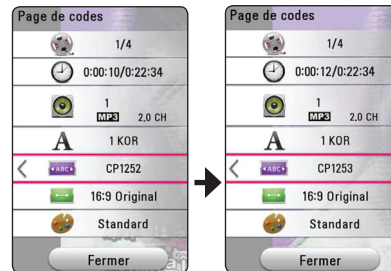 Page de codes
1/4
0:00:10/0:22:34
1
MP3 2.0 CH
A 1 KOR
ABC CP1252
16:9 Original
Standard
Fermer
Page de codes
1/4
0:00:12/0:22:34
1
MP3 2.0 CH
A 1 KOR
ABC CP1253
16:9 Original
Standard
Fermer